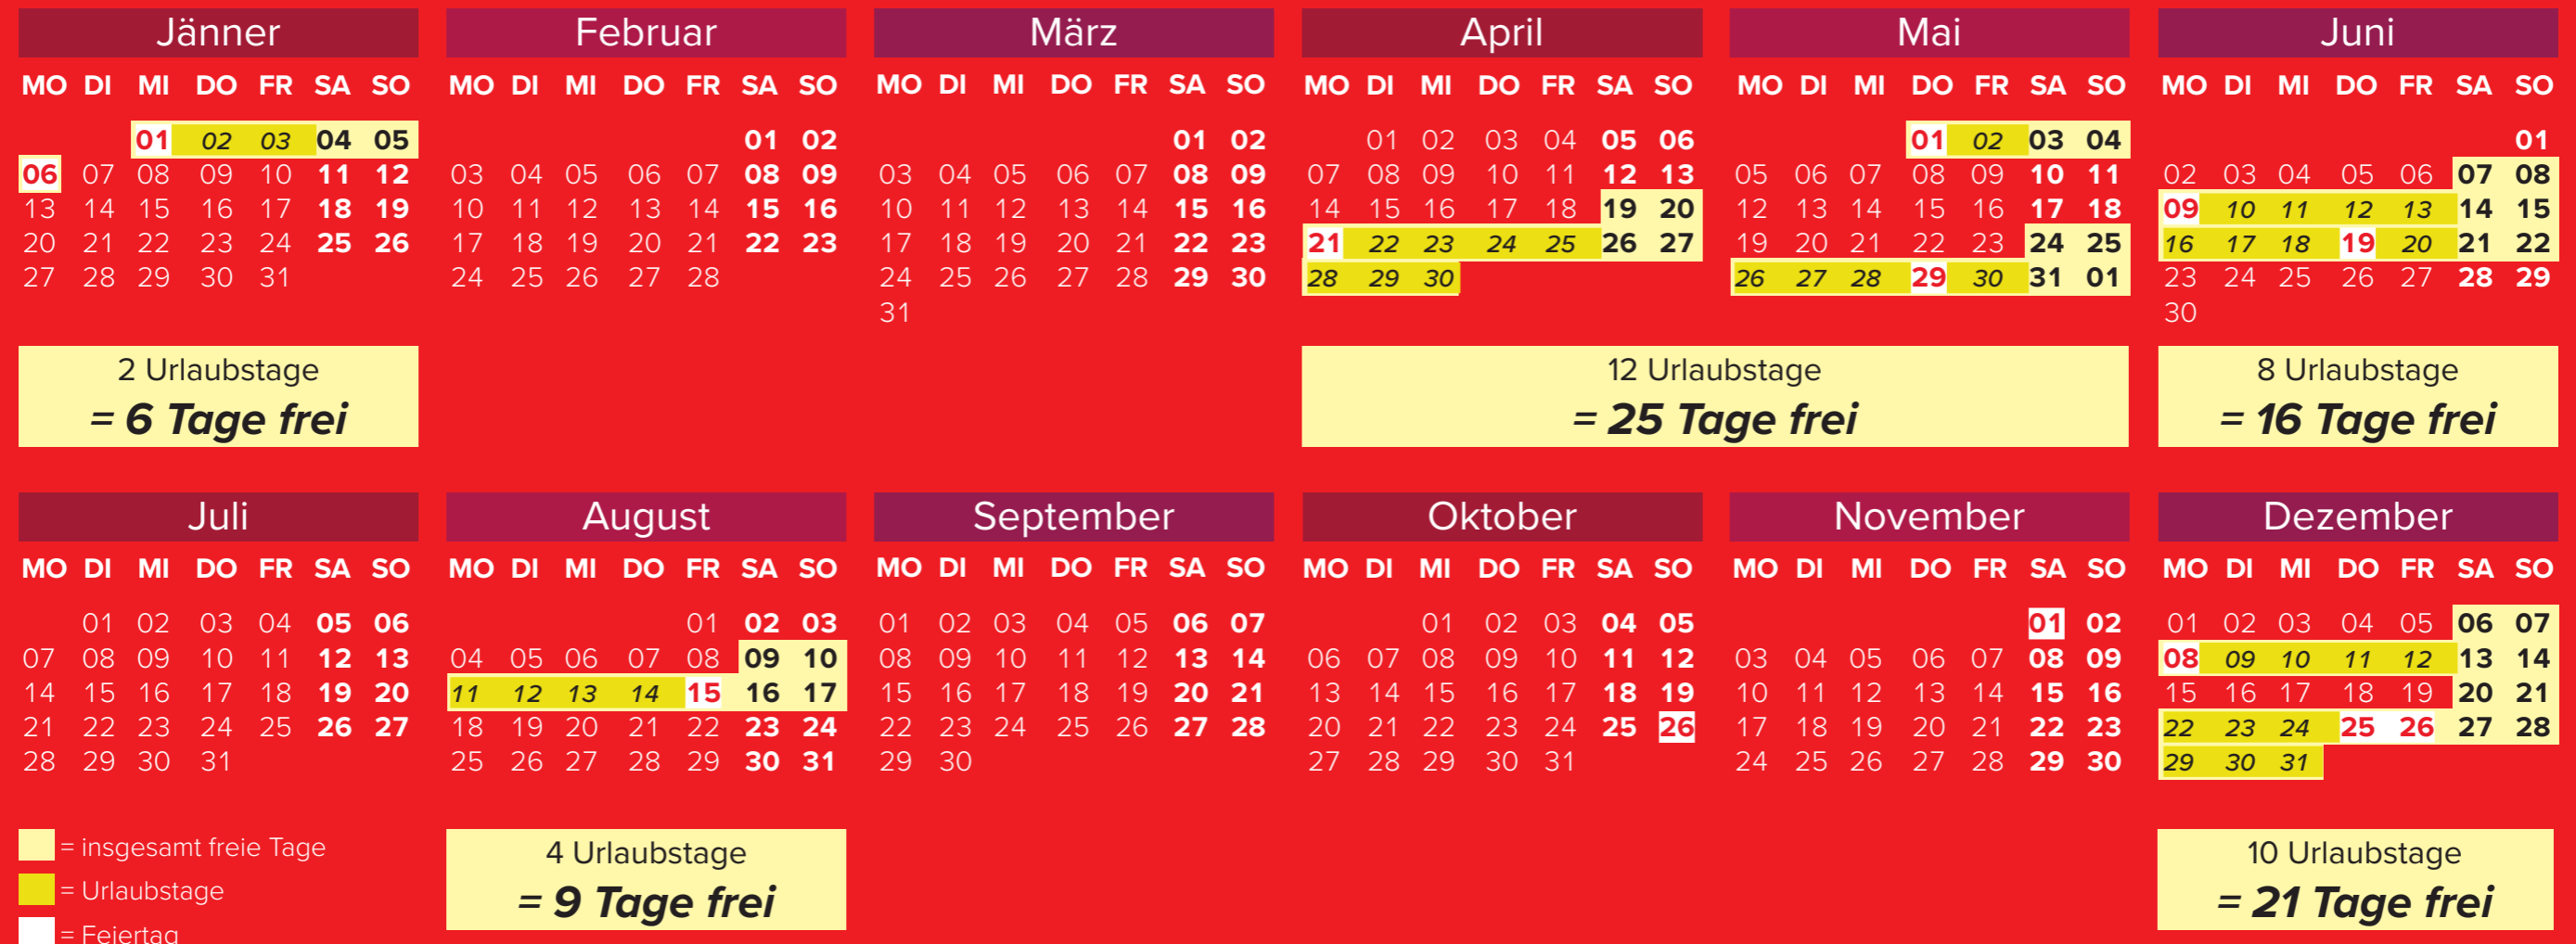 Jänner
MO DI MI DO FR SA SO
01 02 03 04 05
06 07 08 09 10 11 12
13 14 15 16 17 18 19
20 21 22 23 24 25 26
27 28 29 30 31
2 Urlaubstage
= 6 Tage frei
Februar
MO DI MI DO FR SA SO
01 02
03 04 05 06 07 08 09
10 11 12 13 14 15 16
17 18 19 20 21 22 23
24 25 26 27 28
März
MO DI MI DO FR SA SO
01 02
03 04 05 06 07 08 09
10 11 12 13 14 15 16
17 18 19 20 21 22 23
24 25 26 27 28 29 30
31
April
MO DI MI DO FR SA SO
01 02 03 04 05 06
07 08 09 10 11 12 13
14 15 16 17 18 19 20
21 22 23 24 25 26 27
28 29 30
Mai
MO DI MI DO FR SA SO
01 02 03 04
05 06 07 08 09 10 11
12 13 14 15 16 17 18
19 20 21 22 23 24 25
26 27 28 29 30 31 01
12 Urlaubstage
= 25 Tage frei
Juni
MO DI MI DO FR SA SO
01
02 03 04 05 06 07 08
09 10 11 12 13 14 15
16 17 18 19 20 21 22
23 24 25 26 27 28 29
30
8 Urlaubstage
= 16 Tage frei
Juli
MO DI MI DO FR SA SO
01 02 03 04 05 06
07 08 09 10 11 12 13
14 15 16 17 18 19 20
21 22 23 24 25 26 27
28 29 30 31
= insgesamt freie Tage
= Urlaubstage
= Feiertag
August
MO DI MI DO FR SA SO
01 02 03
04 05 06 07 08 09 10
11 12 13 14 15 16 17
18 19 20 21 22 23 24
25 26 27 28 29 30 31
4 Urlaubstage
= 9 Tage frei
September
MO DI MI DO FR SA SO
01 02 03 04 05 06 07
08 09 10 11 12 13 14
15 16 17 18 19 20 21
22 23 24 25 26 27 28
29 30
Oktober
MO DI MI DO FR SA SO
01 02 03 04 05
06 07 08 09 10 11 12
13 14 15 16 17 18 19
20 21 22 23 24 25 26
27 28 29 30 31
November
MO DI MI DO FR SA SO
01 02
03 04 05 06 07 08 09
10 11 12 13 14 15 16
17 18 19 20 21 22 23
24 25 26 27 28 29 30
Dezember
MO DI MI DO FR SA SO
01 02 03 04 05 06 07
08 09 10 11 12 13 14
15 16 17 18 19 20 21
22 23 24 25 26 27 28
29 30 31
10 Urlaubstage
= 21 Tage frei